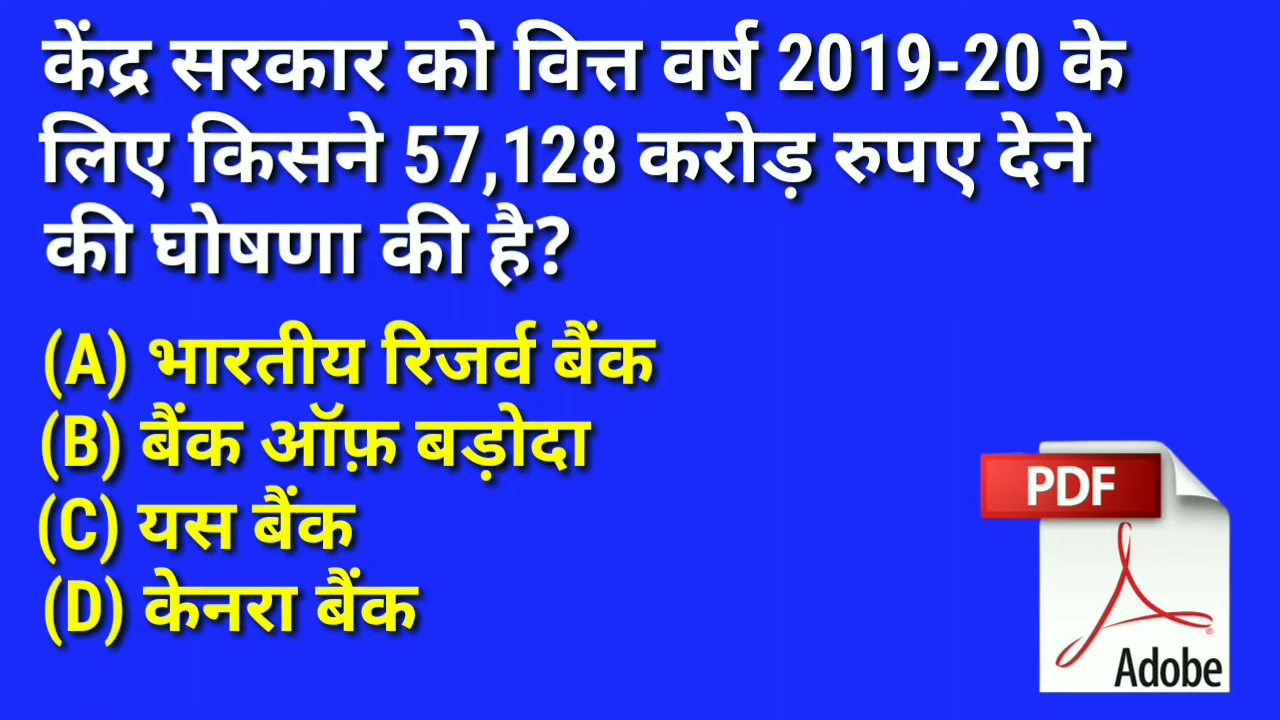 केंद्र सरकार को वित्त वर्ष 2019-20 के
लिए किसने 57,128 करोड़ रुपए देने
की घोषणा की है?
(A) भारतीय रिजर्व बैंक
(B) बैंक ऑफ़ बड़ोदा
(C) यस बैंक
(D) केनरा बैंक
PDF
Adobe